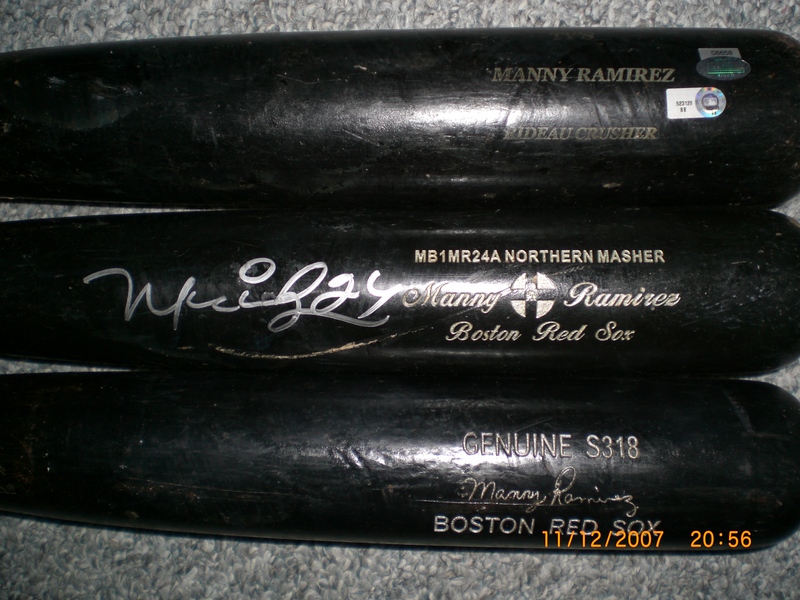 MANNY RAMIREZ
RIDEAU CRUSHER
MB1MR24A NORTHERN MASHER
Manny Ramirez
Boston Red Sox
24
GENUINE S318
Manny Ramirez
BOSTON RED SOX
11/12/2007 20:56